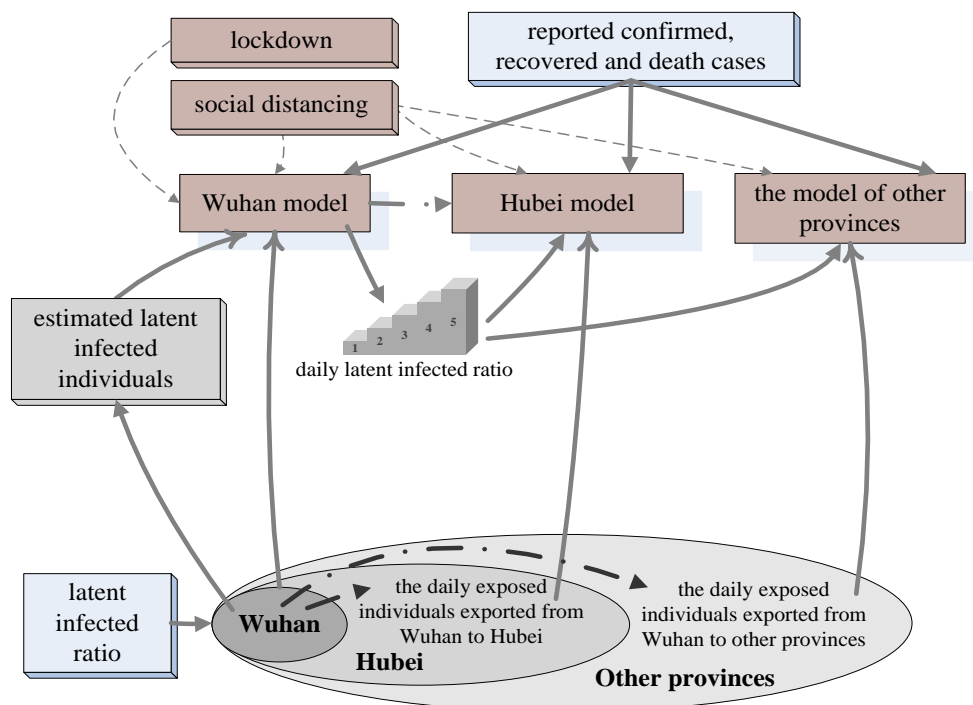 lockdown
reported confirmed,
recovered and death cases
social distancing
Wuhan model
Hubei model
the model of other
provinces
estimated latent
infected
individuals
1
2
3
4
5
daily latent infected ratio
latent
infected
ratio
Wuhan
the daily exposed
individuals exported from
Wuhan to Hubei
Hubei
the daily exposed
individuals exported from
Wuhan to other provinces
Other provinces